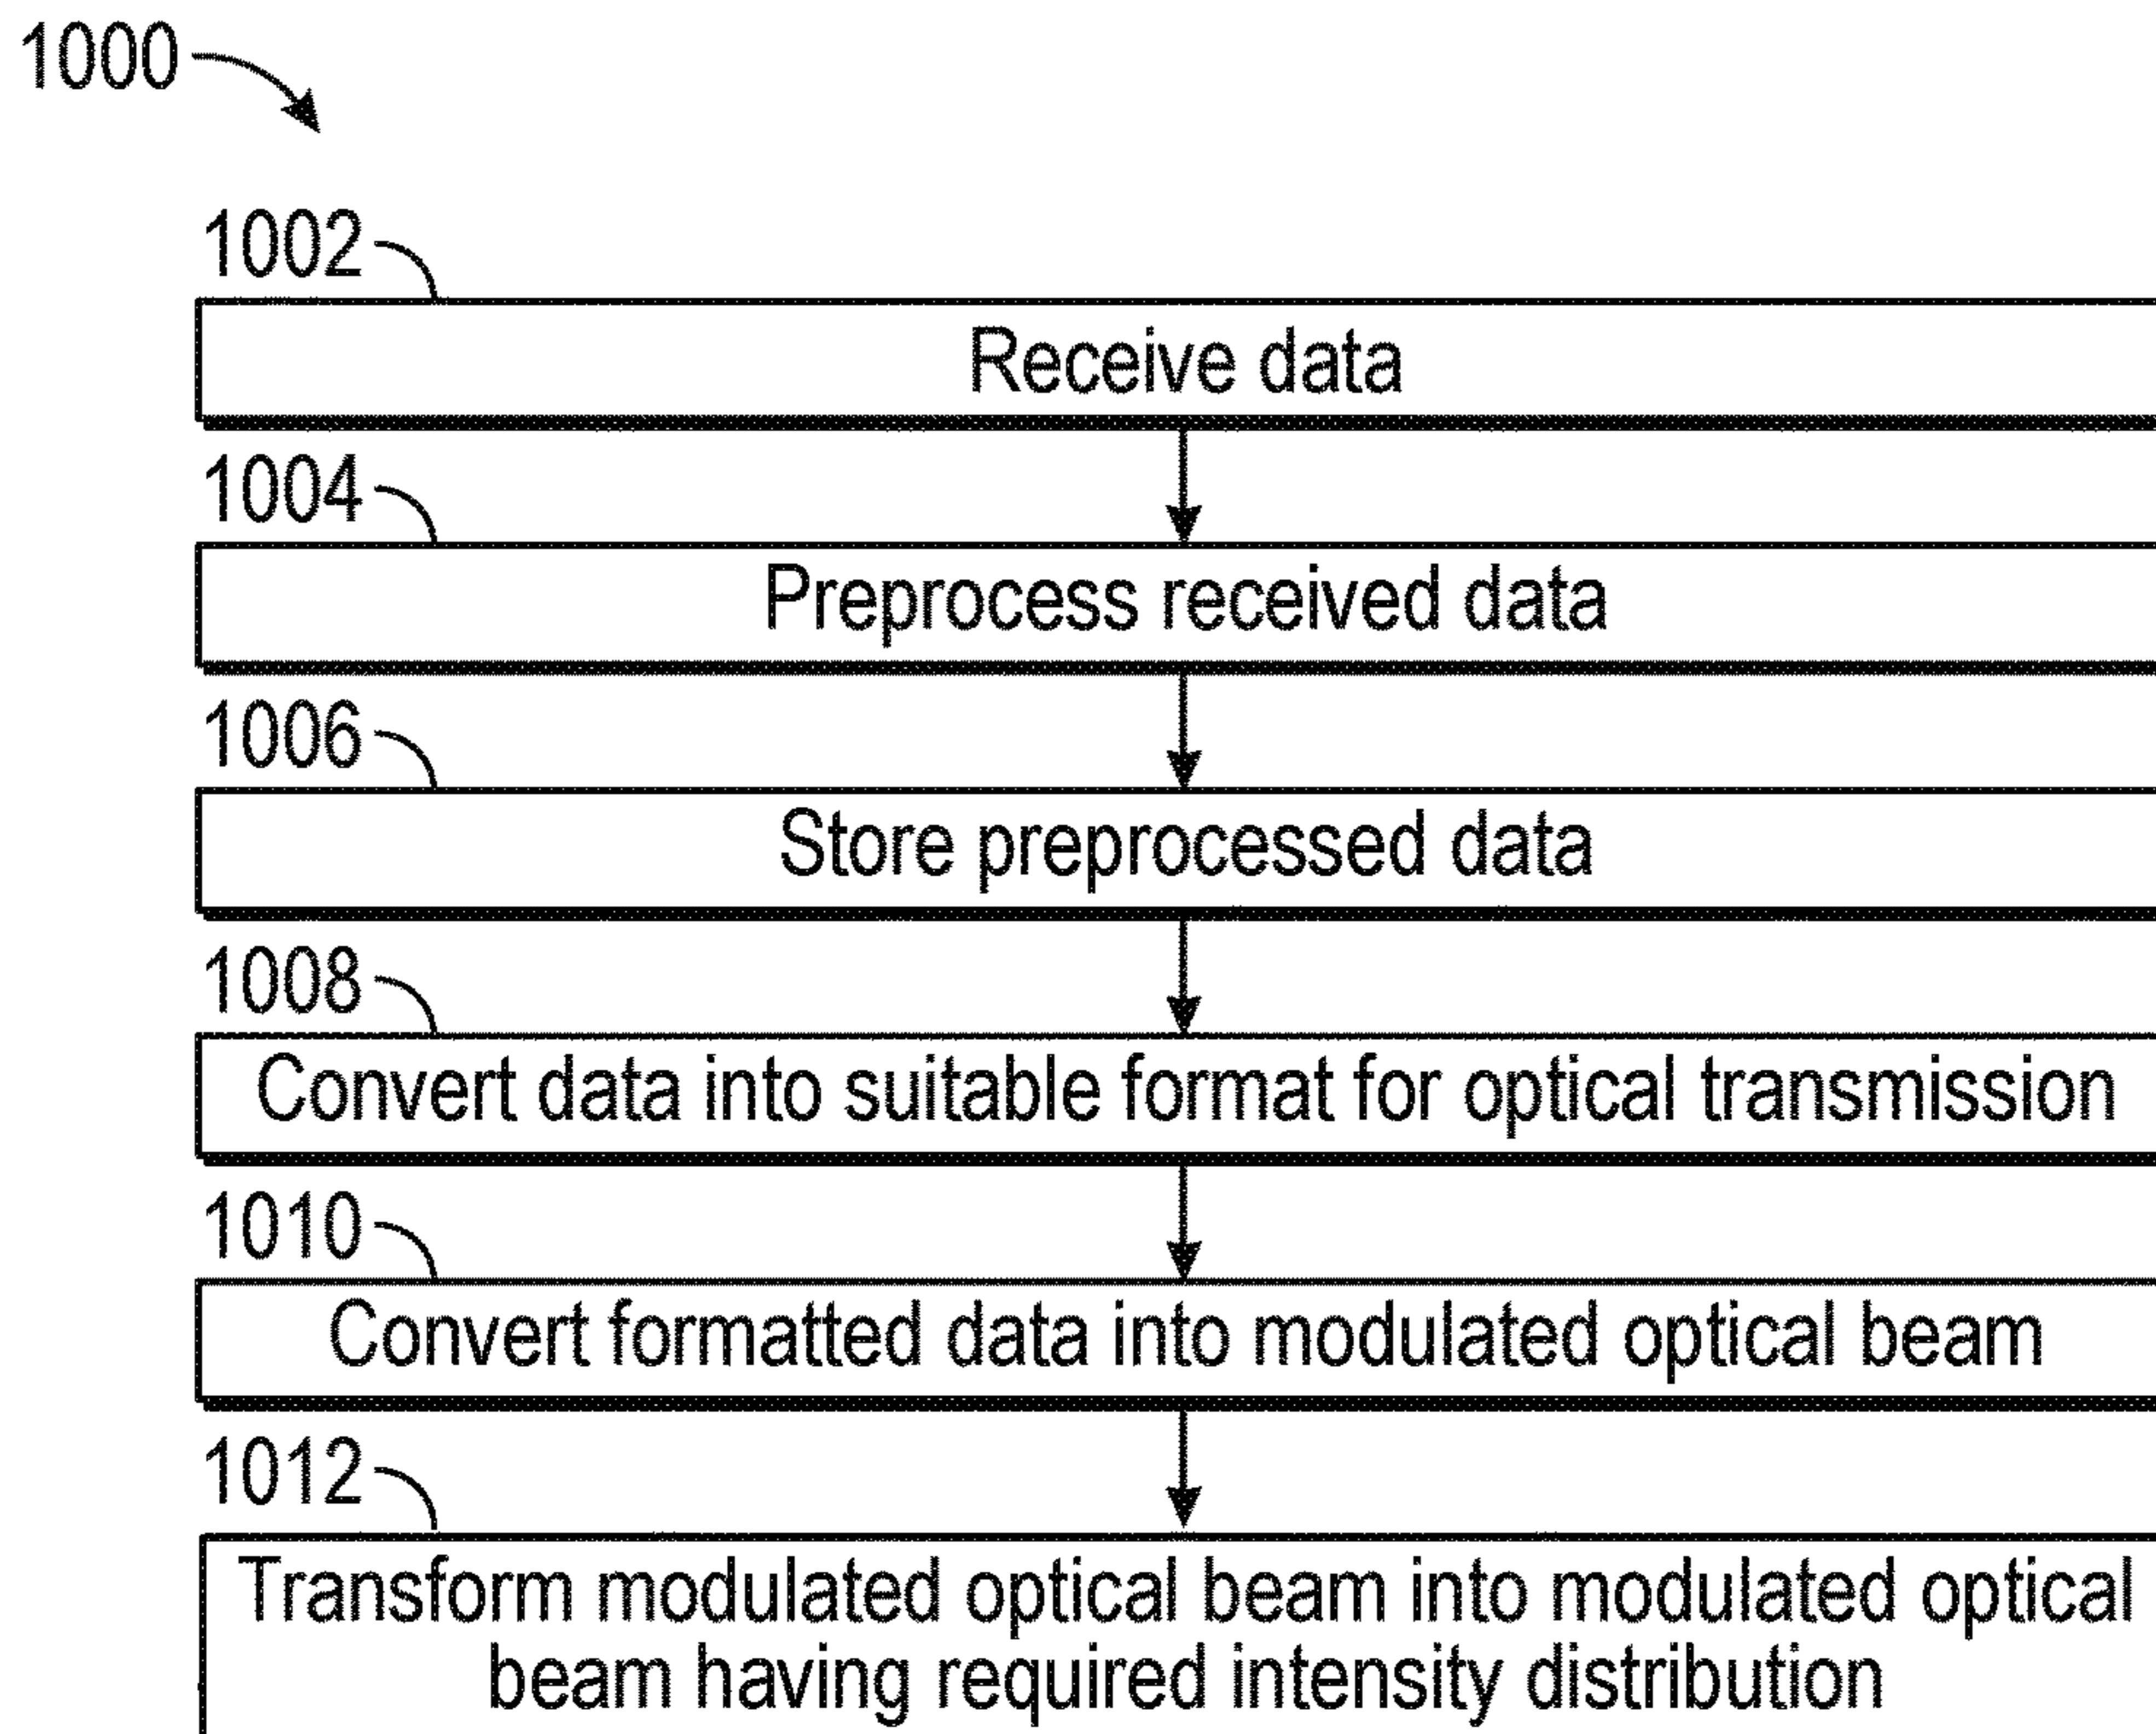 1000
1002
Receive data
1004
Preprocess received data
1006
Store preprocessed data
1008
Convert data into suitable format for optical transmission
1010
Convert formatted data into modulated optical beam
1012
Transform modulated optical beam into modulated optical
beam having required intensity distribution